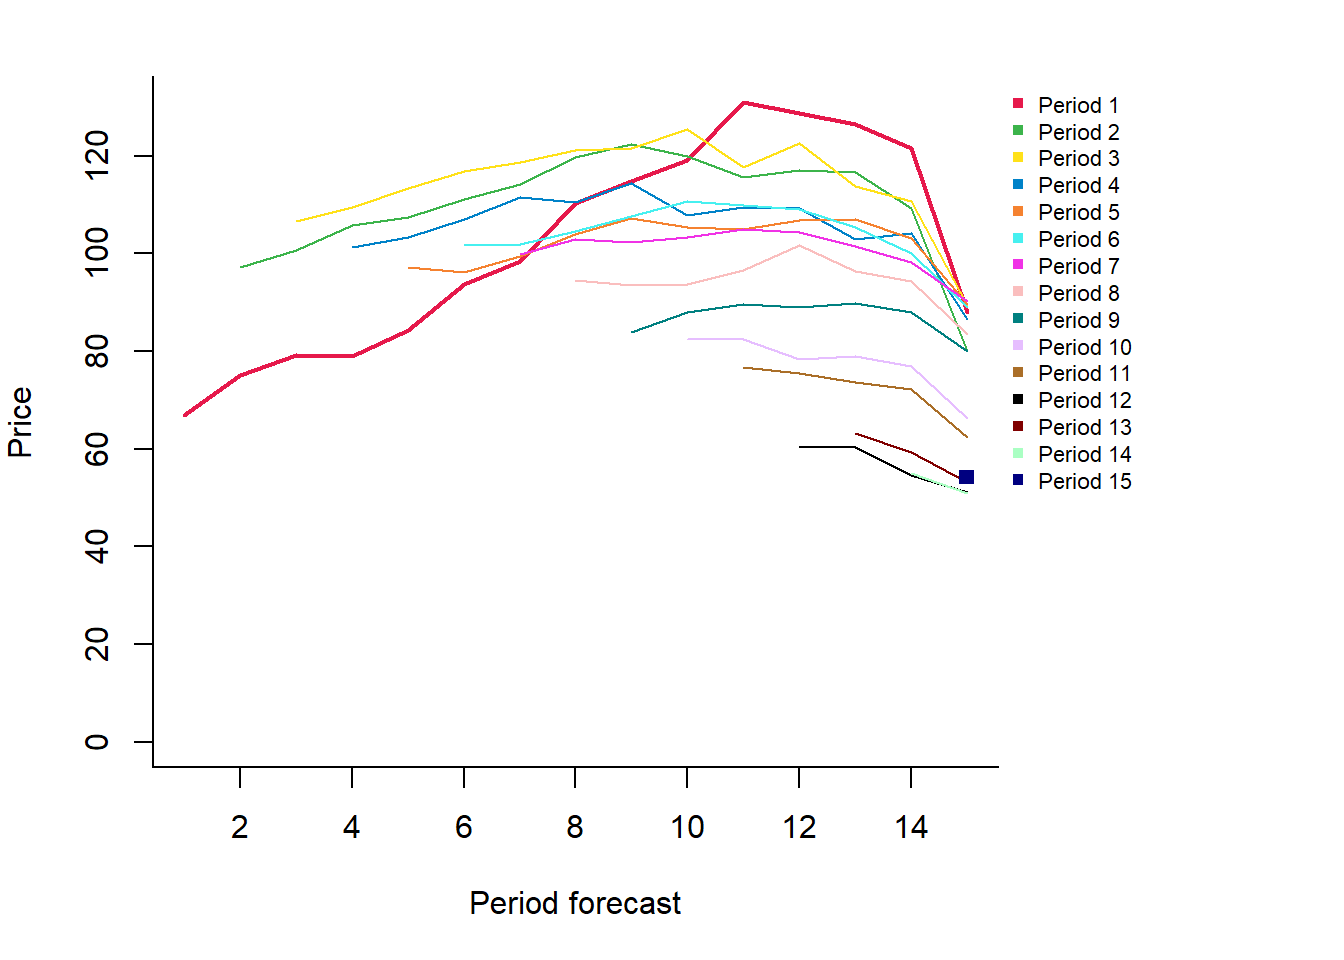 Price
120
100
80
60
40
20
0
2 4 6 8 10 12 14
Period forecast
Period 1
Period 2
Period 3
Period 4
Period 5
Period 6
Period 7
Period 8
Period 9
Period 10
Period 11
Period 12
Period 13
Period 14
Period 15